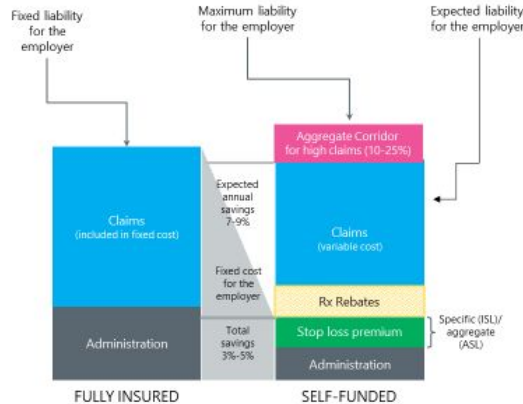 Fixed liability
for the
employer
Maximum liability
for the employer
Expected liability
for the employer
Aggregate Corridor
for high claims (10-25%)
Claims
(included in fixed cost)
Expected
annual
savings
7-9%
Claims
(variable cost)
Fixed cost
for the
employer
Rx Rebates
Administration
Total
savings
3%-5%
Stop loss premium
Specific (ISL)/
aggregate
(ASL)
Administration
FULLY INSURED
SELF-FUNDED